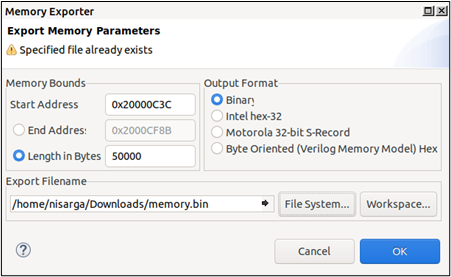 Memory Exporter
Export Memory Parameters
Specified file already exists
Memory Bounds
Start Address 0x20000C3C
End Address 0x2000CF8B
Length in Bytes 50000
Output Format
Binary
Intel hex-32
Motorola 32-bit S-Record
Byte Oriented (Verilog Memory Model) Hex
Export Filename
/home/nisarga/Downloads/memory.bin File System... Workspace...
? Cancel OK